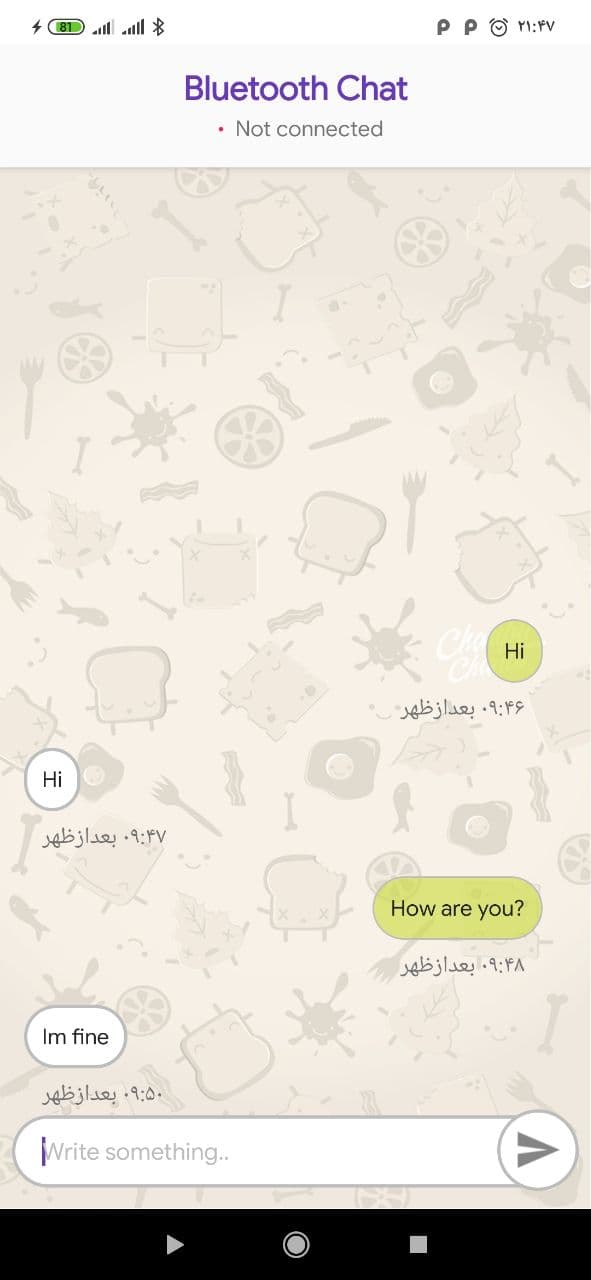 81
۲۱:۴۷
Bluetooth Chat
Not connected
Hi
۰۹:۴۶ بعدازظهر
Hi
۰۹:۴۷ بعدازظهر
How are you?
۰۹:۴۸ بعدازظهر
Im fine
۰۹:۵۰ بعدازظهر
Write something..